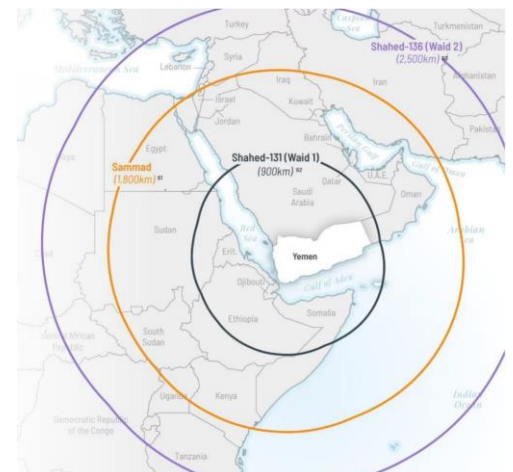 Turkey
Caspian
Sea
Turkmenistan
Shahed-136 (Waid 2)
(2,500km)
Syria
Mediterranean Sea
Lebanon
Iraq
Iran
Afghanistan
Israel
Kuwait
Jordan
Pakistan
Egypt
Bahrain
Persian Gulf
Shahed-131 (Waid 1)
(900km) 62
Sammad
(1,800km) 61
Qatar
Gulf of Oman
U.A.E.
Saudi
Arabia
Oman
Red
Sea
Arabian
Sea
Sudan
Yemen
Erit.
Gulf of Aden
Djibouti
Somalia
Ethiopia
South
Sudan
Central African
Republic
Uganda
Kenya
Indian
Ocean
Democratic Republic
of the Congo
Tanzania